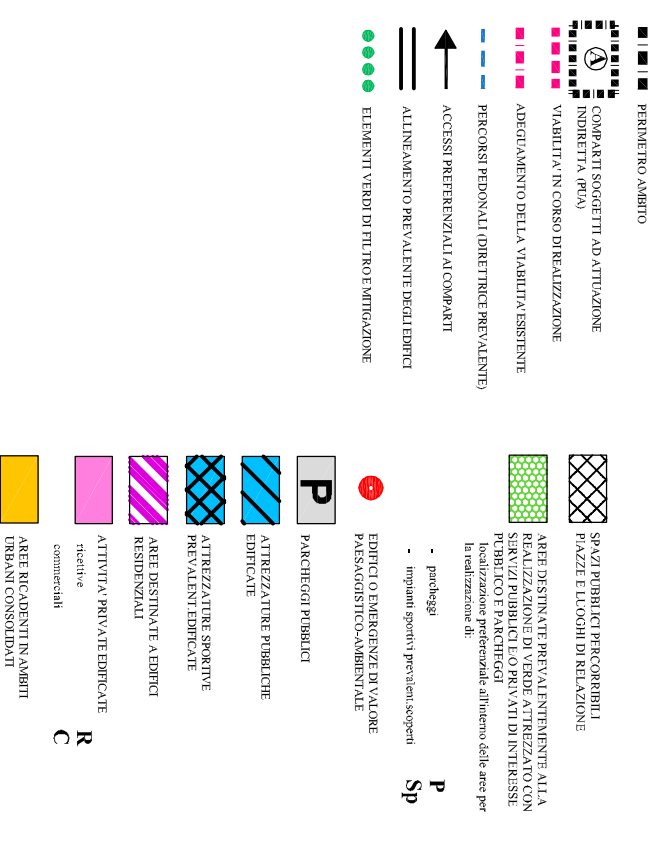 PERIMETRO AMBITO
A
COMPARTI SOGGETTI AD ATTUAZIONE
INDIRETTA (PUA)
VIABILITA' IN CORSO DI REALIZZAZIONE
ADEGUAMENTO DELLA VIABILITA' ESISTENTE
PERCORSI PEDONALI (DIRETTRICE PREVALENTE)
ACCESSI PREFERENZIALI AI COMPARTI
ALLINEAMENTO PREVALENTE DEGLI EDIFICI
ELEMENTI VERDI DI FILTRO E MITIGAZIONE
SPAZI PUBBLICI PERCORRIBILI
PIAZZE E LUOGHI DI RELAZIONE
AREE DESTINATE PREVALENTEMENTE ALLA
REALIZZAZIONE DI VERDE ATTREZZATO CON
SERVIZI PUBBLICI E/O PRIVATI DI INTERESSE
PUBBLICO E PARCHEGGI
localizzazione preferenziale all'interno delle aree per
la realizzazione di:
- parcheggi P
- impianti sportivi prevalent.scoperti Sp
EDIFICI O EMERGENZE DI VALORE
PAESAGGISTICO-AMBIENTALE
P
PARCHEGGI PUBBLICI
ATTREZZATURE PUBBLICHE
EDIFICATE
ATTREZZATURE SPORTIVE
PREVALENT.EDIFICATE
AREE DESTINATE A EDIFICI
RESIDENZIALI
ATTIVITA' PRIVATE EDIFICATE
ricettive R
commerciali C
AREE RICADENTI IN AMBITI
URBANI CONSOLIDATI